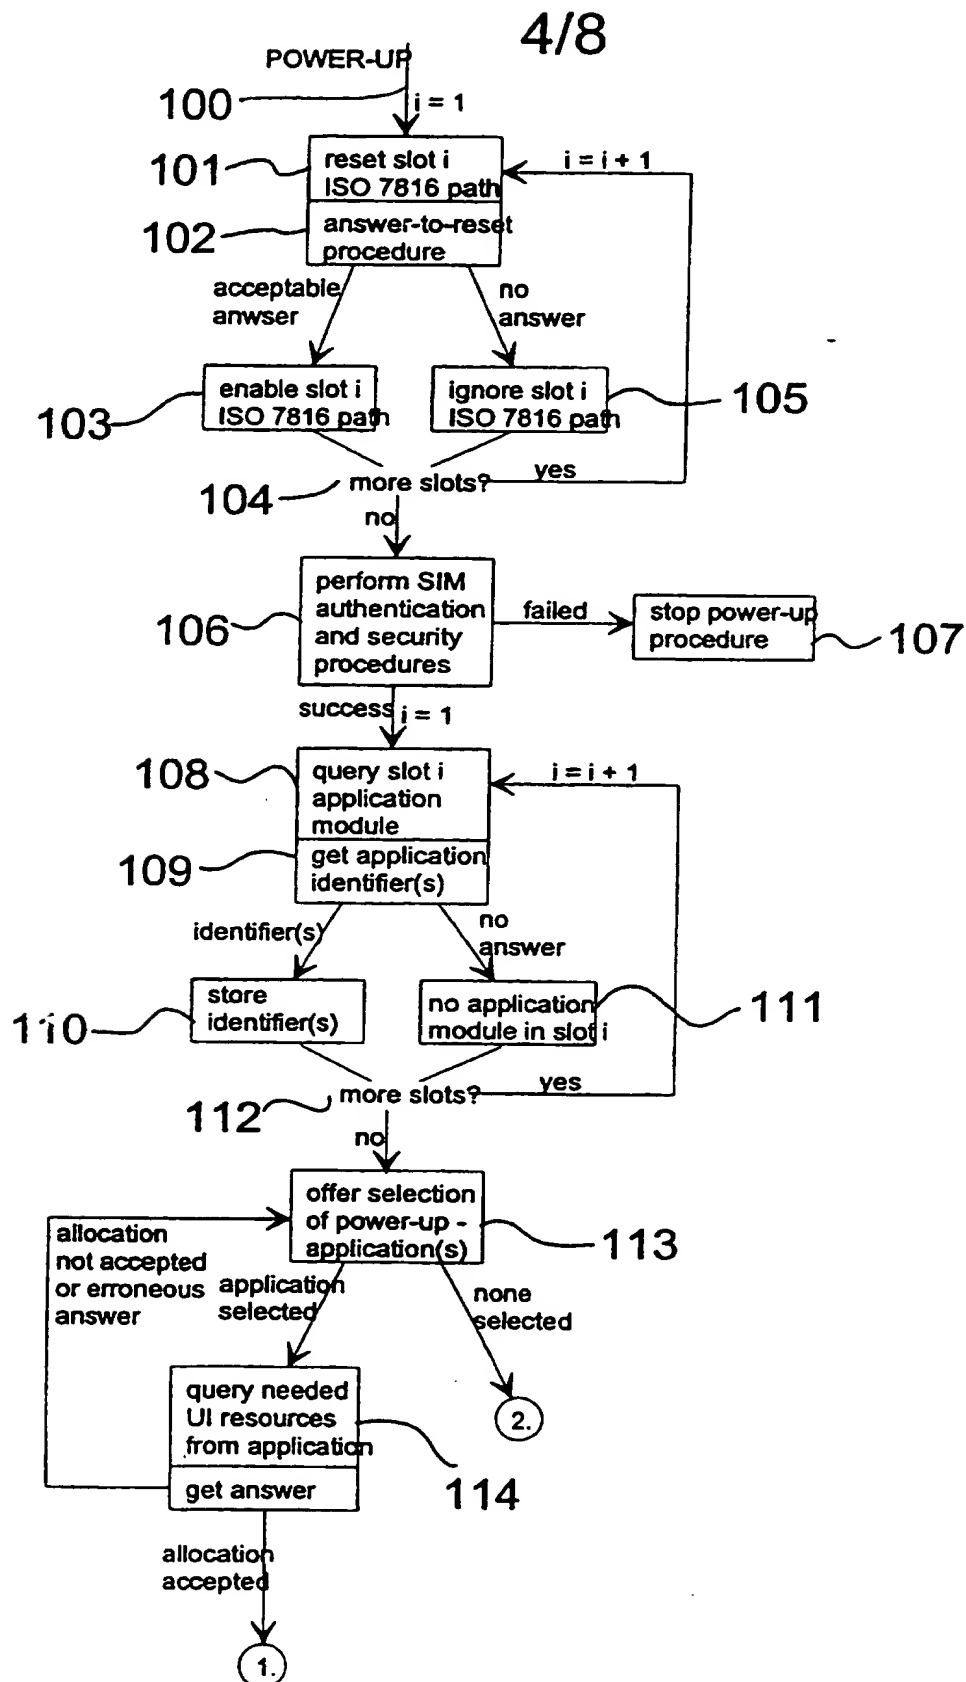 4/8
POWER-UP
100
i = 1
101
reset slot i
ISO 7816 path
i = i + 1
102
answer-to-reset
procedure
acceptable
anwser
no
answer
103
enable slot i
ISO 7816 path
ignore slot i
ISO 7816 path
105
104
more slots?
yes
no
106
perform SIM
authentication
and security
procedures
failed
stop power-up
procedure
107
success
i = 1
108
query slot i
application
module
i = i + 1
109
get application
identifier(s)
identifier(s)
no
answer
110
store
identifier(s)
no application
module in slot i
111
112
more slots?
yes
no
offer selection
of power-up -
application(s)
113
allocation
not accepted
or erroneous
answer
application
selected
none
selected
query needed
UI resources
from application
2.
get answer
114
allocation
accepted
1.